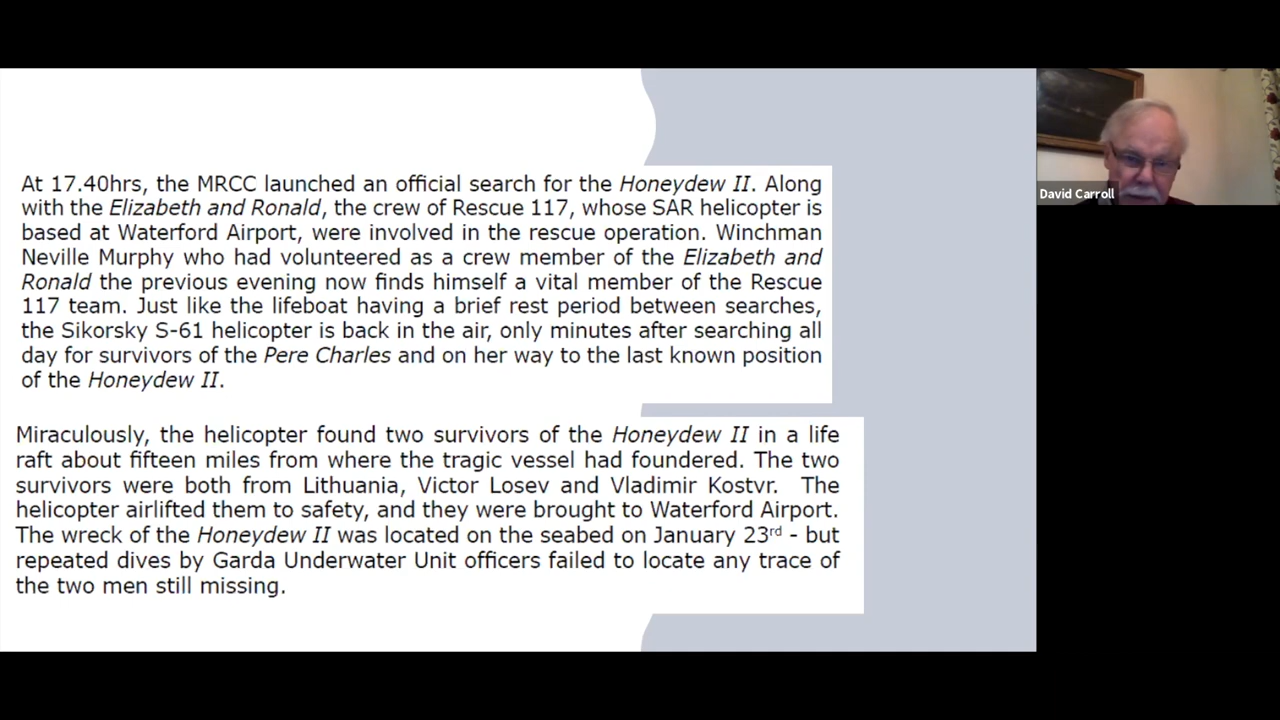 At 17.40hrs, the MRCC launched an official search for the Honeydew II. Along
with the Elizabeth and Ronald, the crew of Rescue 117, whose SAR helicopter is
based at Waterford Airport, were involved in the rescue operation. Winchman
Neville Murphy who had volunteered as a crew member of the Elizabeth and
Ronald the previous evening now finds himself a vital member of the Rescue
117 team. Just like the lifeboat having a brief rest period between searches,
the Sikorsky S-61 helicopter is back in the air, only minutes after searching all
day for survivors of the Pere Charles and on her way to the last known position
of the Honeydew II.
Miraculously, the helicopter found two survivors of the Honeydew II in a life
raft about fifteen miles from where the tragic vessel had foundered. The two
survivors were both from Lithuania, Victor Losev and Vladimir Kostvr. The
helicopter airlifted them to safety, and they were brought to Waterford Airport.
The wreck of the Honeydew II was located on the seabed on January 23rd - but
repeated dives by Garda Underwater Unit officers failed to locate any trace of
the two men still missing.
David Carroll